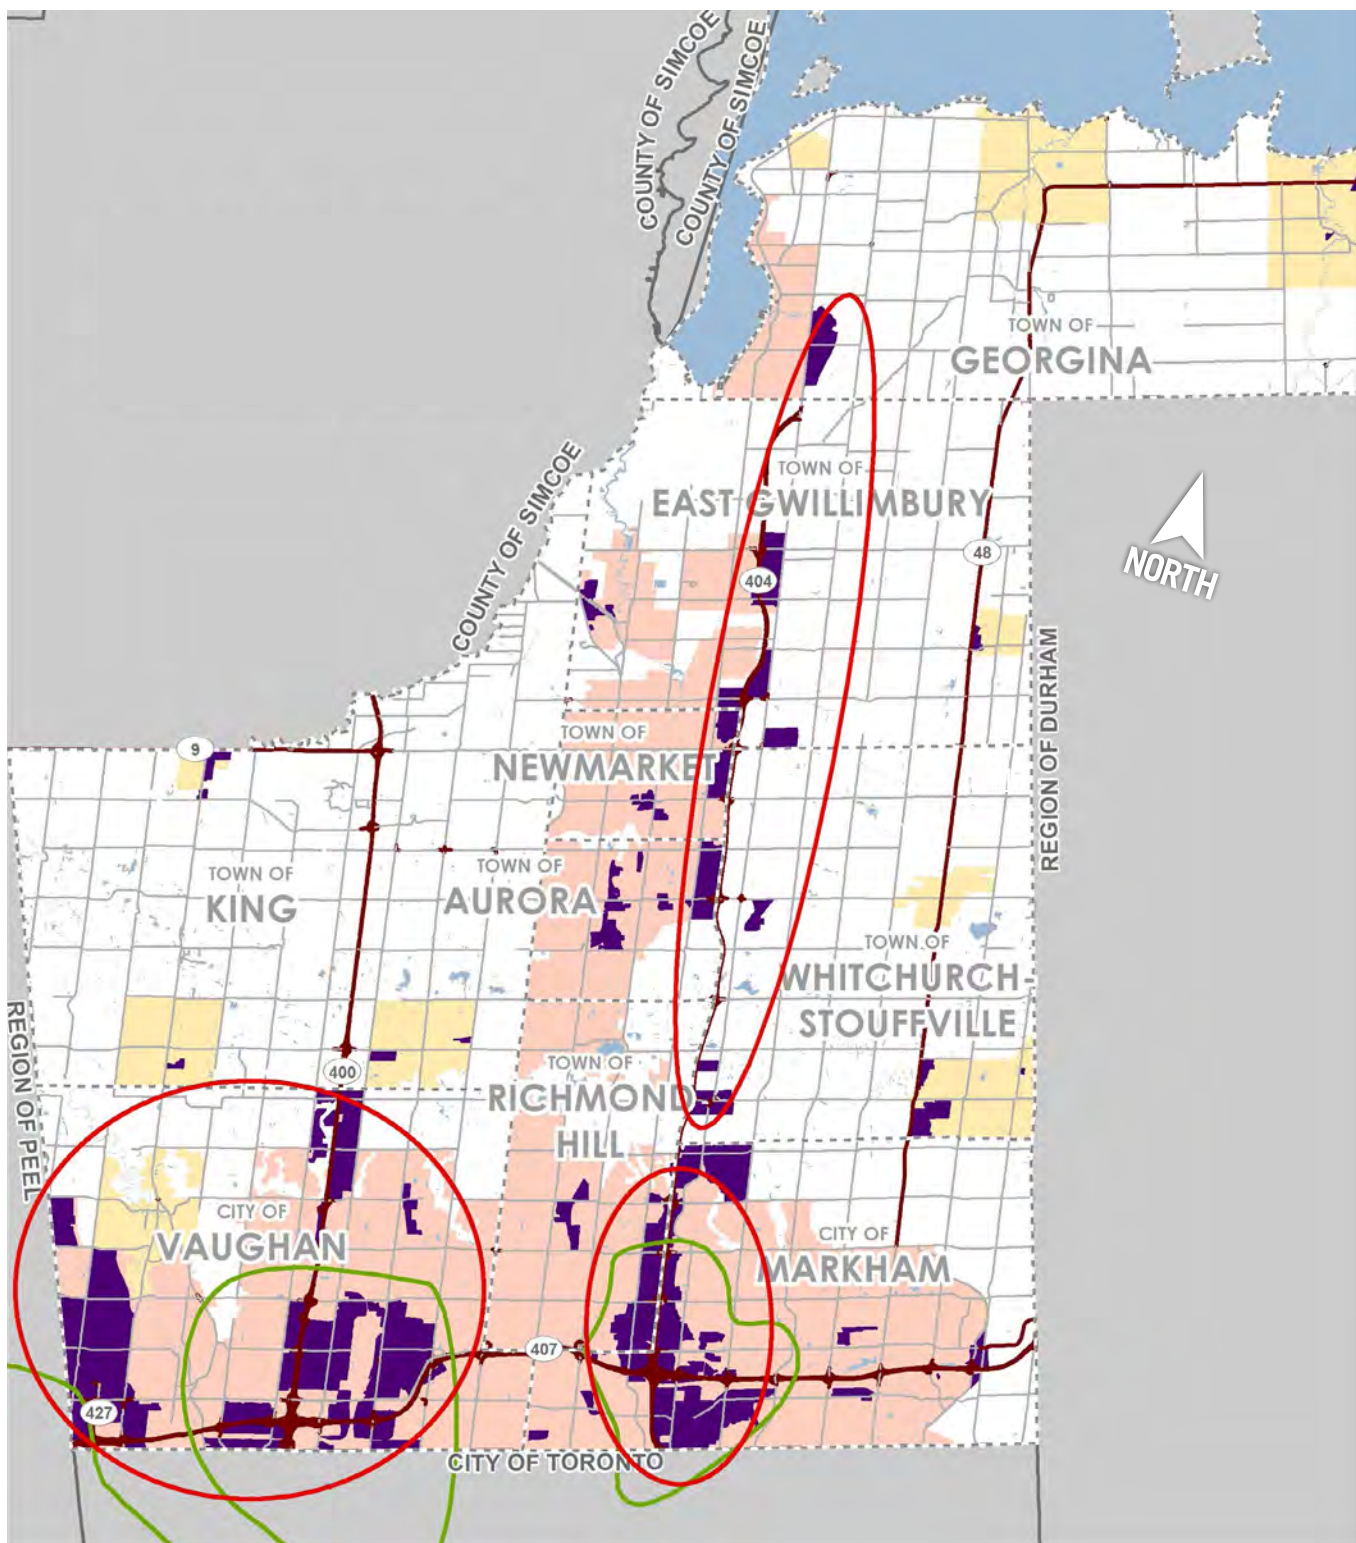 COUNTY OF SIMCOE
COUNTY OF SIMCOE
TOWN OF
GEORGINA
COUNTY OF SIMCOE
TOWN OF
EAST GWILLIMBURY
48
NORTH
404
REGION OF DURHAM
9
TOWN OF
NEWMARKET
TOWN OF
KING
TOWN OF
AURORA
TOWN OF
WHITCHURCH-
STOUFFVILLE
REGION OF PEEL
400
TOWN OF
RICHMOND
HILL
CITY OF
VAUGHAN
CITY OF
MARKHAM
407
427
CITY OF TORONTO